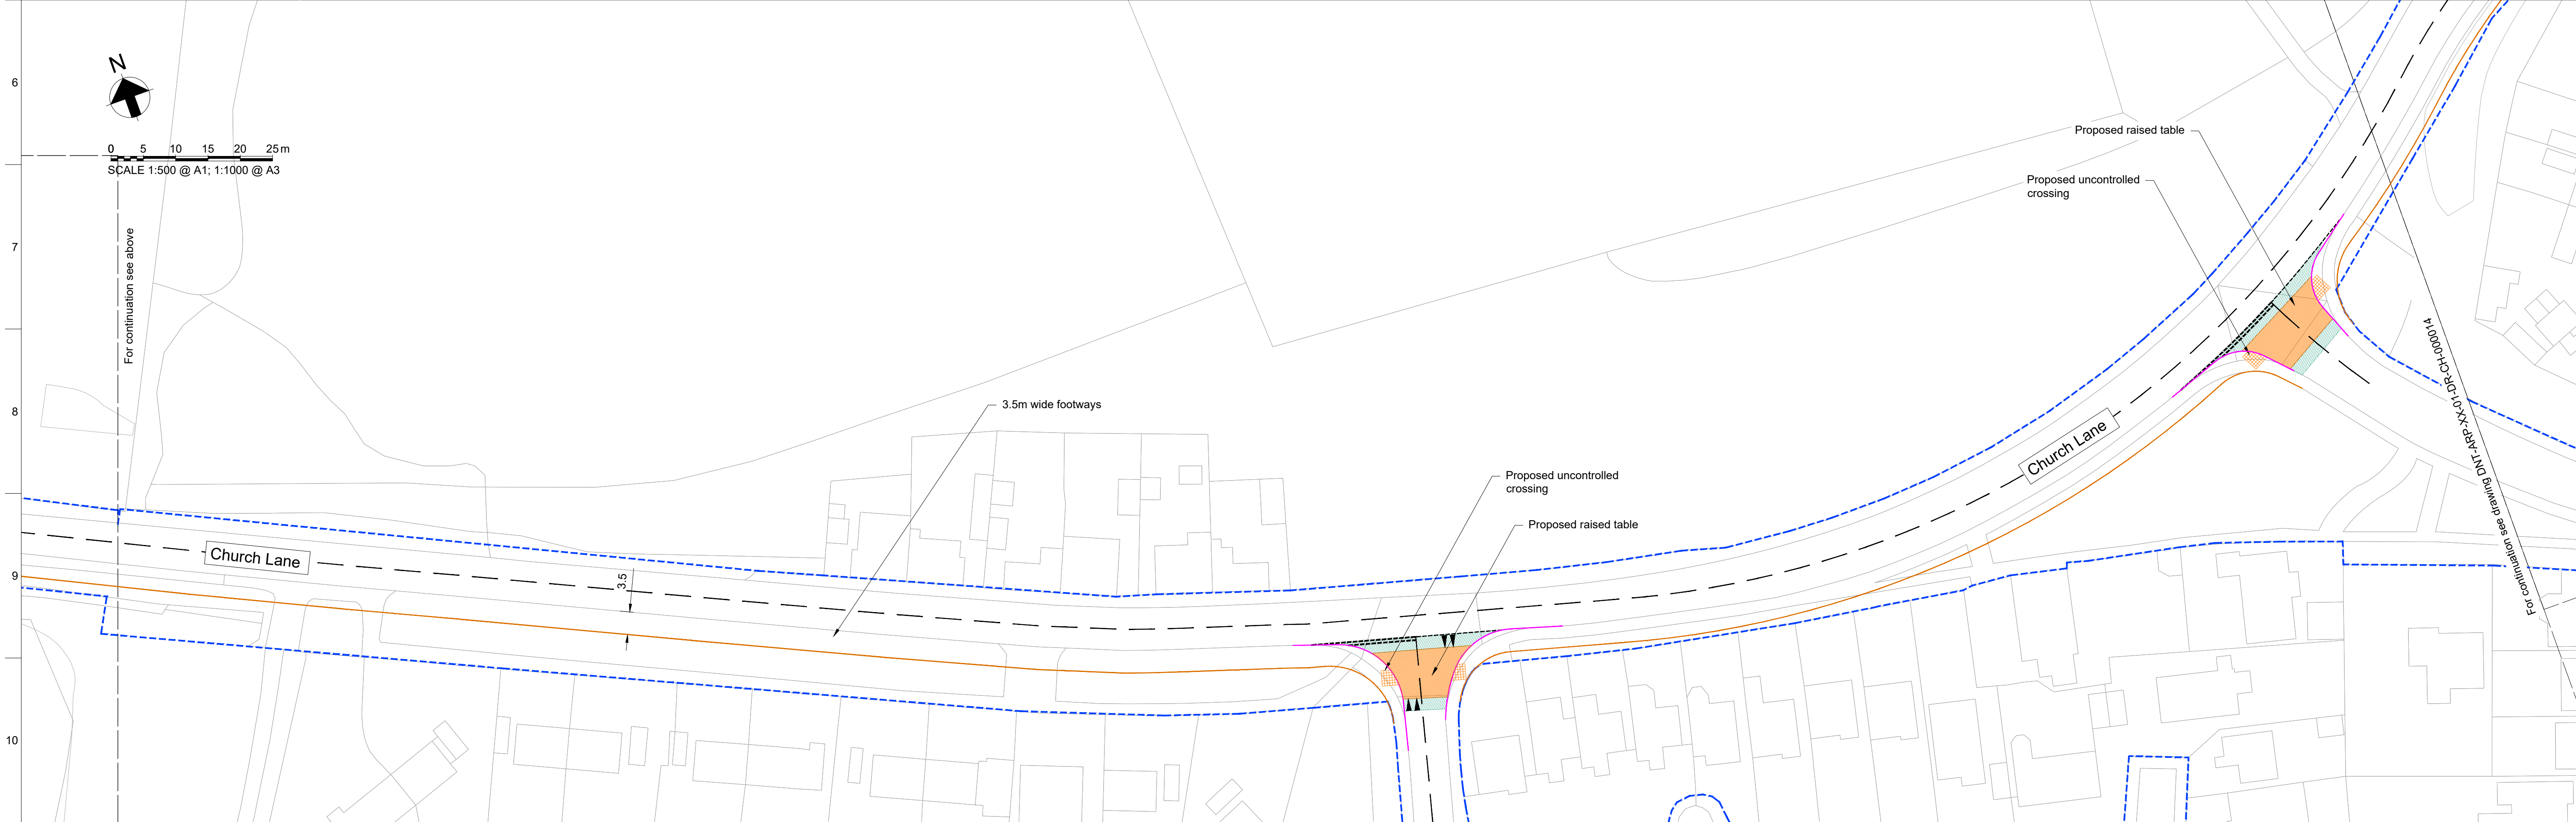 N
0 5 10 15 20 25 m
SCALE 1:500 @ A1; 1:1000 @ A3
6
7
8
9
10
For continuation see above
Church Lane
3.5
3.5m wide footways
Proposed uncontrolled
crossing
Proposed raised table
Church Lane
Proposed raised table
Proposed uncontrolled
crossing
For continuation see drawing DNT-ARP-XX-01-DR-CH-000014